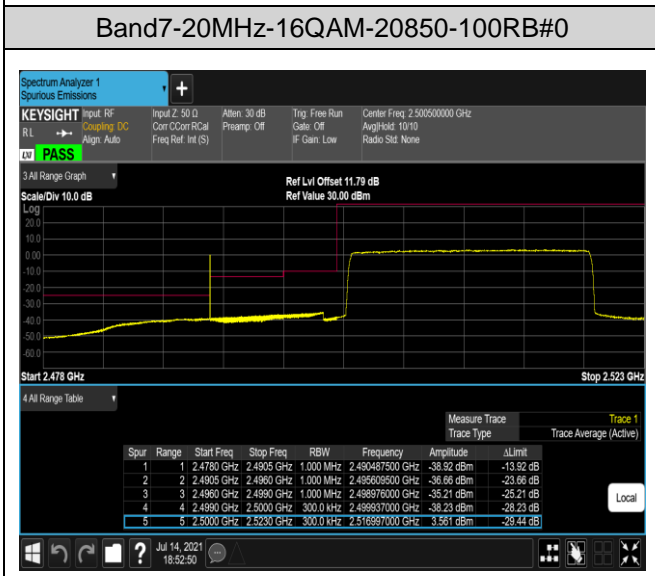 Band7-20MHz-16QAM-20850-100RB#0
Spectrum Analyzer 1
Spurious Emissions
+
KEYSIGHT Input: RF Input Z: 50 Ω Atten: 30 dB Trig: Free Run Center Freq: 2.500500000 GHz
R L Coupling: DC Corr CCorr RCal Preamp: Off Gate: Off Avg|Hold: 10/10
Align: Auto Freq Ref: Int (S) IF Gain: Low Radio Std: None
LXI PASS
3 All Range Graph
Ref Lvl Offset 11.79 dB
Scale/Div 10.0 dB Ref Value 30.00 dBm
Log
20.0
10.0
0.00
-10.0
-20.0
-30.0
-40.0
-50.0
-60.0
Start 2.478 GHz Stop 2.523 GHz
4 All Range Table
Measure Trace Trace 1
Trace Type Trace Average (Active)
Spur Range Start Freq Stop Freq RBW Frequency Amplitude ΔLimit
1 1 2.4780 GHz 2.4905 GHz 1.000 MHz 2.490487500 GHz -38.92 dBm -13.92 dB
2 2 2.4905 GHz 2.4960 GHz 1.000 MHz 2.495609500 GHz -36.66 dBm -23.66 dB
3 3 2.4960 GHz 2.4990 GHz 1.000 MHz 2.498976000 GHz -35.21 dBm -25.21 dB
4 4 2.4990 GHz 2.5000 GHz 300.0 kHz 2.499937000 GHz -38.23 dBm -28.23 dB
5 5 2.5000 GHz 2.5230 GHz 300.0 kHz 2.516997000 GHz 3.561 dBm -29.44 dB
Local
?
Jul 14, 2021
18:52:50